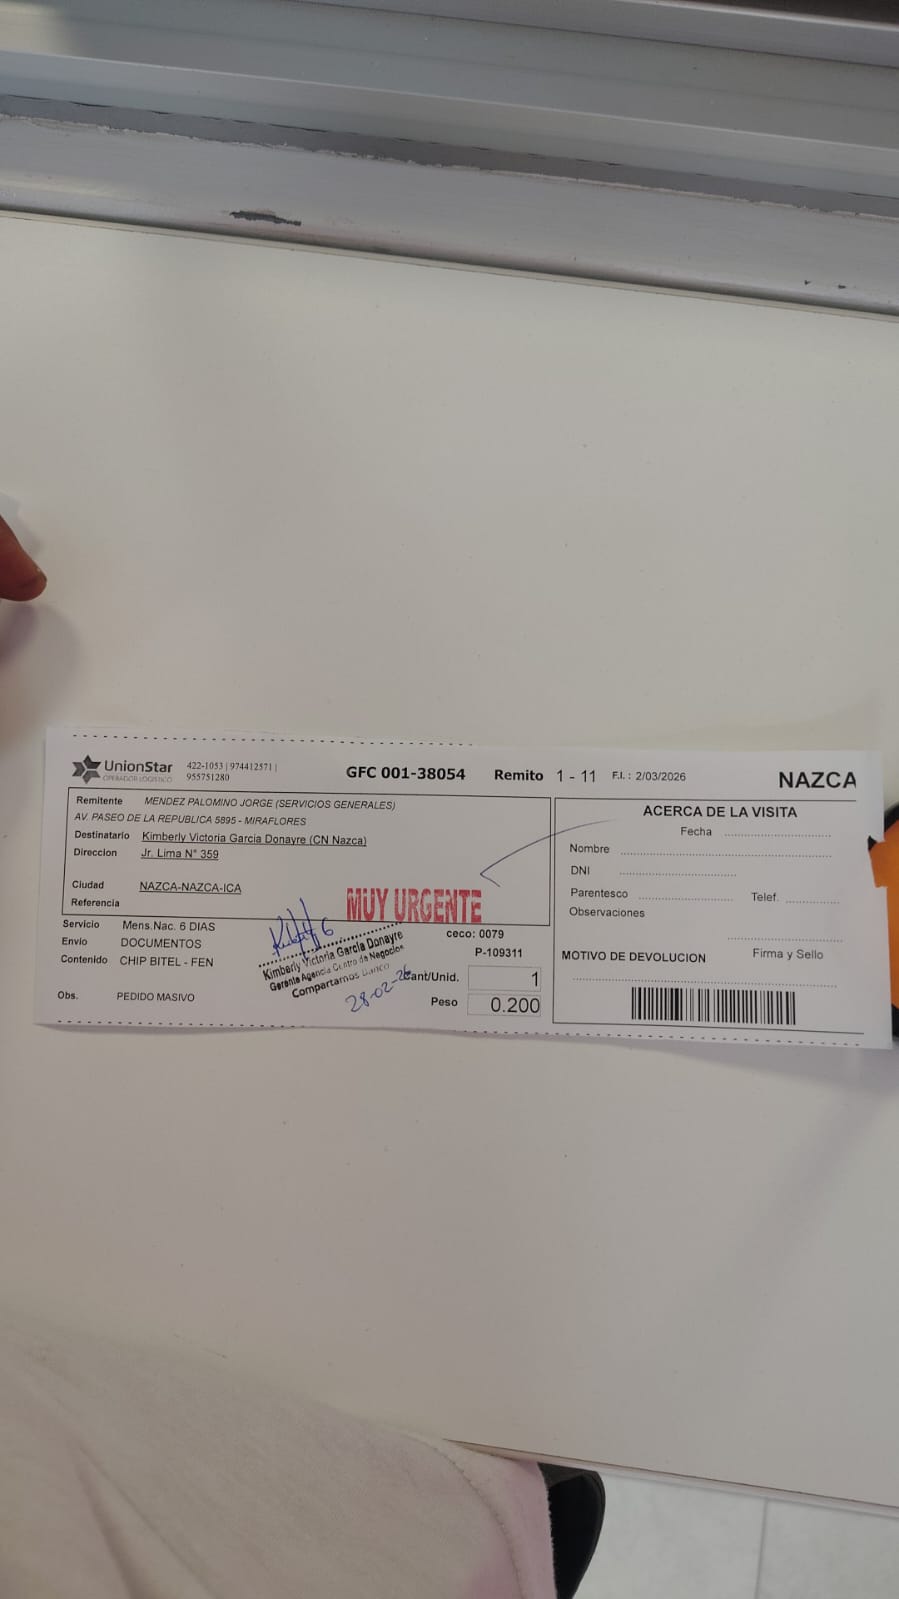 UnionStar
OPERADOR LOGISTICO
422-1053 | 974412571 |
955751280
GFC 001-38054
Remito 1 - 11 F.I.: 2/03/2026
NAZCA
Remitente MENDEZ PALOMINO JORGE (SERVICIOS GENERALES)
AV. PASEO DE LA REPUBLICA 5895 - MIRAFLORES
Destinatario Kimberly Victoria Garcia Donayre (CN Nazca)
Direccion Jr. Lima N° 359
Ciudad NAZCA-NAZCA-ICA
Referencia
MUY URGENTE
Servicio Mens.Nac. 6 DIAS
Envío DOCUMENTOS
Contenido CHIP BITEL - FEN
Obs. PEDIDO MASIVO
Kimberly Victoria Garcia Donayre
Gerente Agencia Centro de Negocios
Compartamos Banco
28-02-26
ceco: 0079
P-109311
Cant/Unid. 1
Peso 0.200
ACERCA DE LA VISITA
Fecha
Nombre
DNI
Parentesco Telef.
Observaciones
MOTIVO DE DEVOLUCION Firma y Sello